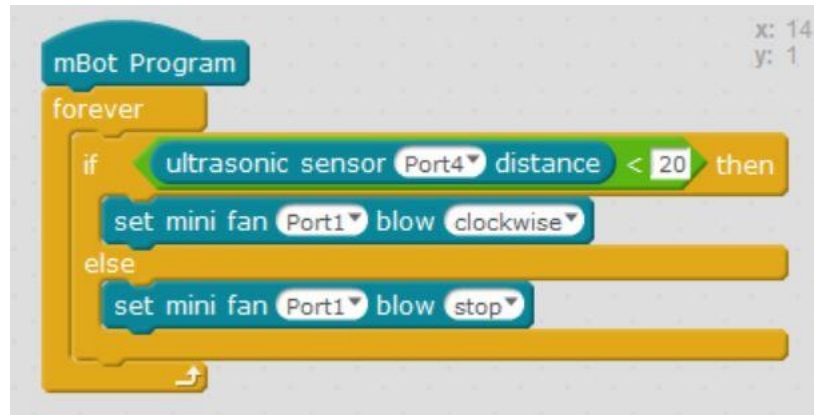 x: 14
y: 1
mBot Program
forever
if ultrasonic sensor Port4 distance < 20 then
set mini fan Port1 blow clockwise
else
set mini fan Port1 blow stop